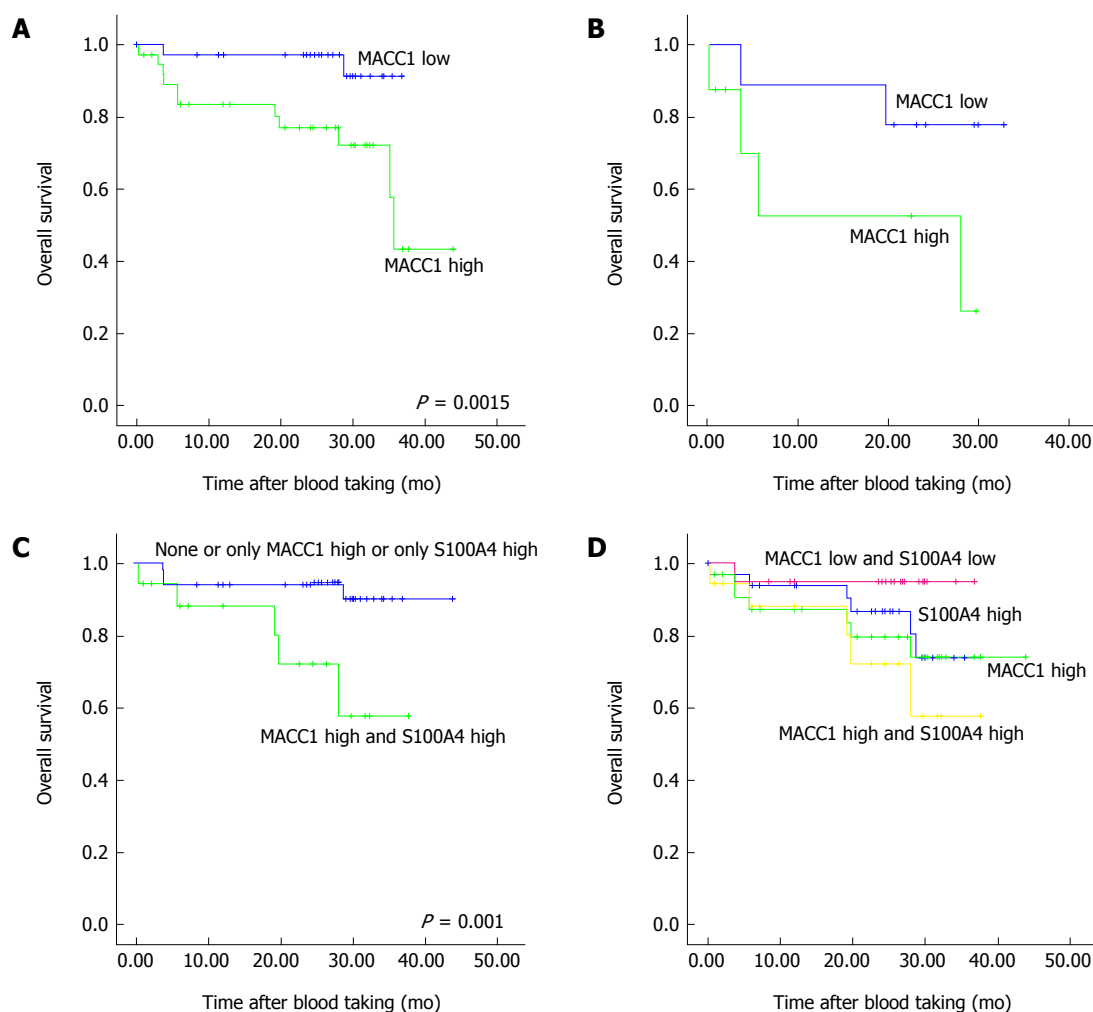 A
1.0
0.8
0.6
0.4
0.2
0.0
Overall survival
MACC1 low
MACC1 high
P = 0.0015
0.00 10.00 20.00 30.00 40.00 50.00
Time after blood taking (mo)
B
1.0
0.8
0.6
0.4
0.2
0.0
Overall survival
MACC1 low
MACC1 high
0.00 10.00 20.00 30.00 40.00
Time after blood taking (mo)
C
1.0
0.8
0.6
0.4
0.2
0.0
Overall survival
None or only MACC1 high or only S100A4 high
MACC1 high and S100A4 high
P = 0.001
0.00 10.00 20.00 30.00 40.00 50.00
Time after blood taking (mo)
D
1.0
0.8
0.6
0.4
0.2
0.0
Overall survival
MACC1 low and S100A4 low
S100A4 high
MACC1 high
MACC1 high and S100A4 high
0.00 10.00 20.00 30.00 40.00 50.00
Time after blood taking (mo)